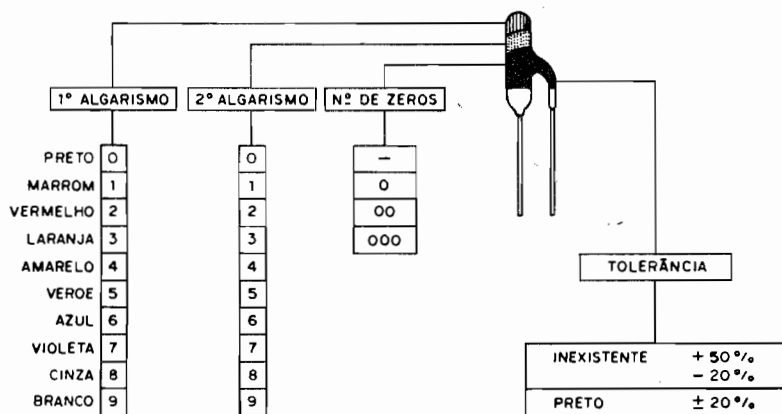 1º ALGARISMO 2º ALGARISMO Nº DE ZEROS
PRETO 0 0 –
MARROM 1 1 0
VERMELHO 2 2 00
LARANJA 3 3 000
AMARELO 4 4
VEROE 5 5
AZUL 6 6
VIOLETA 7 7
CINZA 8 8
BRANCO 9 9
TOLERÃNCIA
INEXISTENTE + 50 %
- 20 %
PRETO ± 20 %